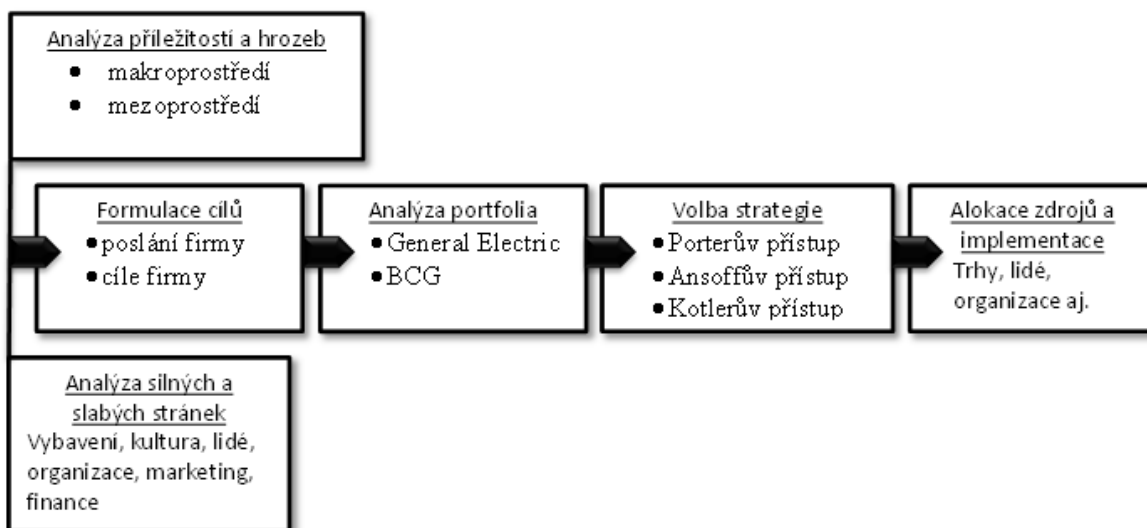 Analýza příležitostí a hrozeb
• makroprostředí
• mezoprostředí
Formulace cílů
•poslání firmy
•cíle firmy
Analýza portfolia
•General Electric
•BCG
Volba strategie
•Porterův přístup
•Ansoffův přístup
•Kotlerův přístup
Alokace zdrojů a
implementace
Trhy, lidé,
organizace aj.
Analýza silných a
slabých stránek
Vybavení, kultura, lidé,
organizace, marketing,
finance